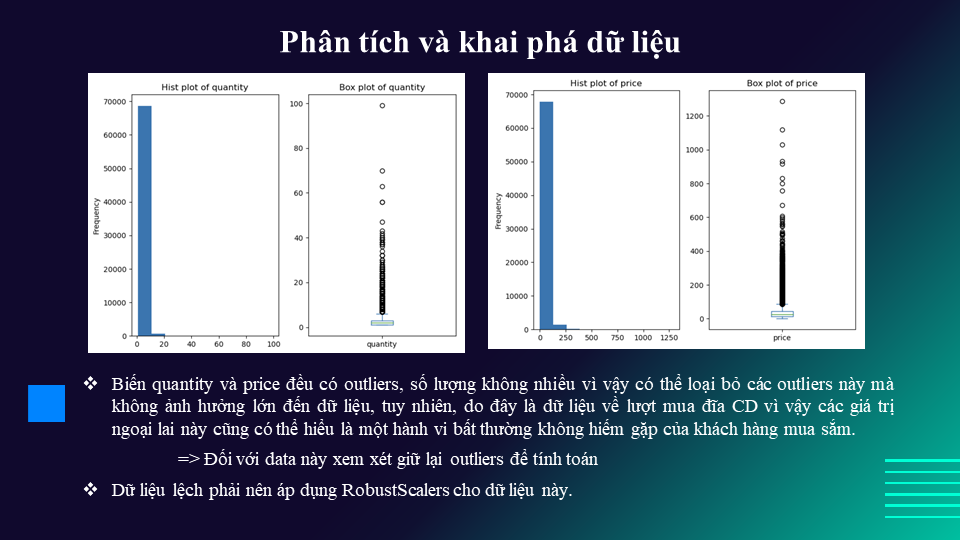 Phân tích và khai phá dữ liệu
Hist plot of quantity
Box plot of quantity
Frequency
70000
60000
50000
40000
30000
20000
10000
0
0 20 40 60 80 100
100
80
60
40
20
0
quantity
Hist plot of price
Box plot of price
Frequency
70000
60000
50000
40000
30000
20000
10000
0
0 250 500 750 1000 1250
1200
1000
800
600
400
200
0
price
❖ Biến quantity và price đều có outliers, số lượng không nhiều vì vậy có thể loại bỏ các outliers này mà
không ảnh hưởng lớn đến dữ liệu, tuy nhiên, do đây là dữ liệu về lượt mua đĩa CD vì vậy các giá trị
ngoại lai này cũng có thể hiểu là một hành vi bất thường không hiếm gặp của khách hàng mua sắm.
=> Đối với data này xem xét giữ lại outliers để tính toán
❖ Dữ liệu lệch phải nên áp dụng RobustScalers cho dữ liệu này.